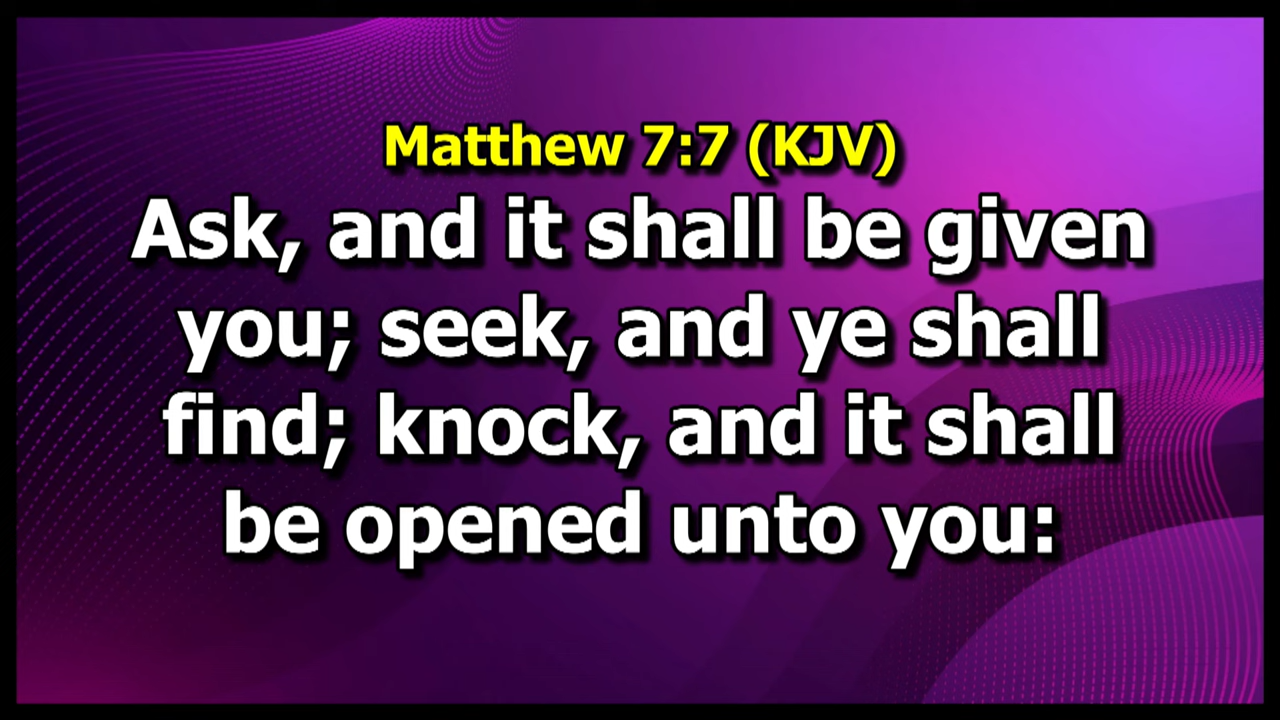 Matthew 7:7 (KJV)
Ask, and it shall be given
you; seek, and ye shall
find; knock, and it shall
be opened unto you: